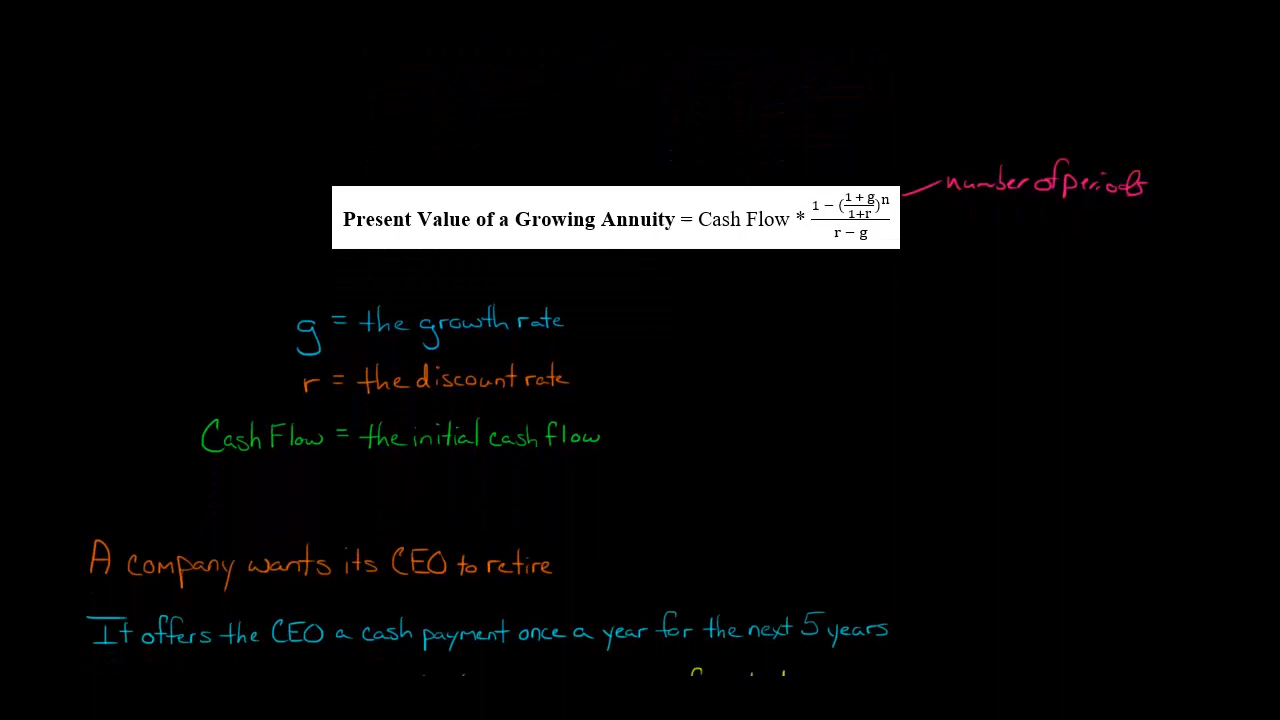 number of periods
Present Value of a Growing Annuity = Cash Flow * (1 − ((1 + g)/(1+r))^n)/(r − g)
g = the growth rate
r = the discount rate
Cash Flow = the initial cash flow
A company wants its CEO to retire
It offers the CEO a cash payment once a year for the next 5 years